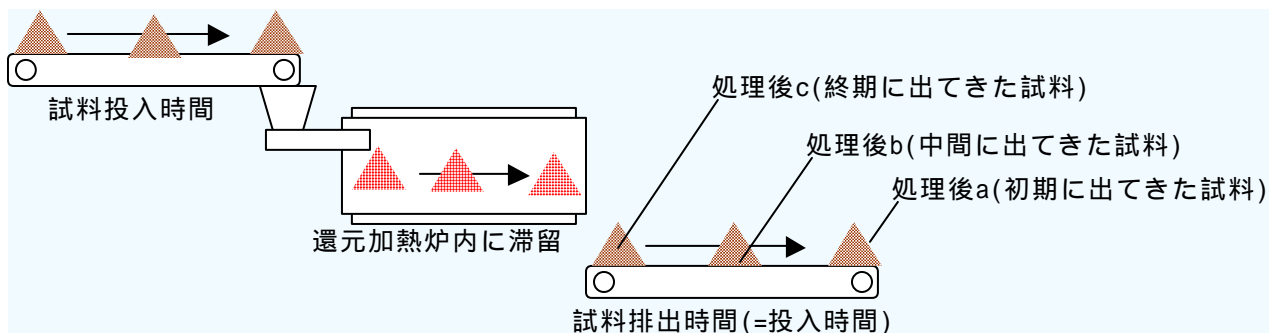 試料投入時間
処理後c(終期に出てきた試料)
処理後b(中間に出てきた試料)
処理後a(初期に出てきた試料)
還元加熱炉内に滞留
試料排出時間(=投入時間)